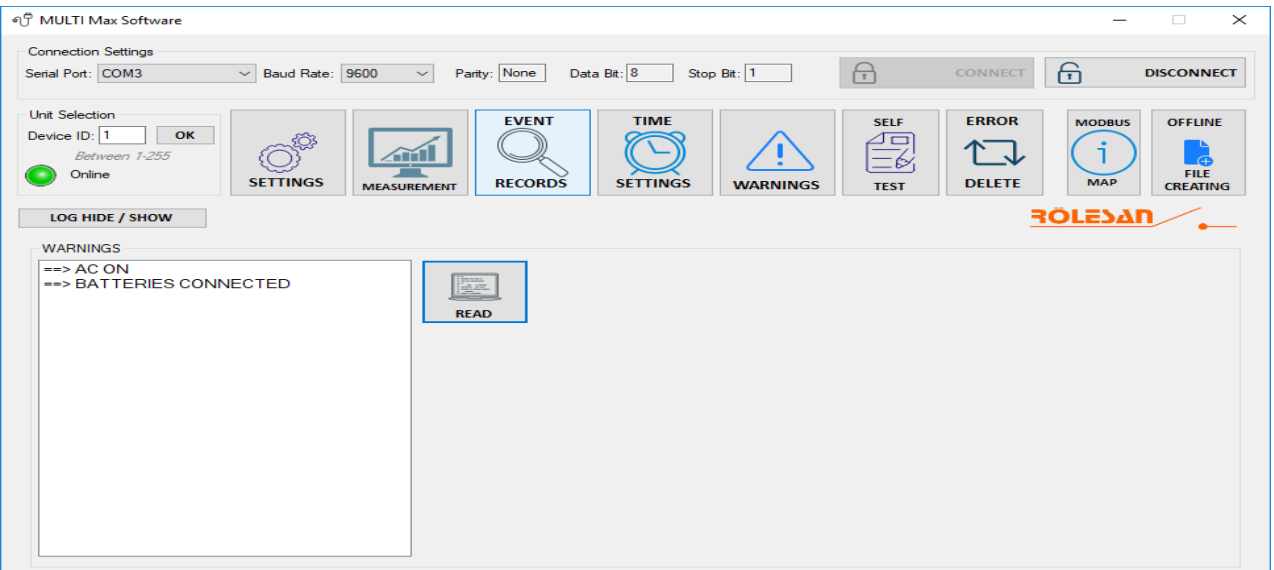 MULTI Max Software
Connection Settings
Serial Port: COM3 Baud Rate: 9600 Parity: None Data Bit: 8 Stop Bit: 1 CONNECT DISCONNECT
Unit Selection
Device ID: 1 OK
Between 1-255
Online
SETTINGS
MEASUREMENT
EVENT
RECORDS
TIME
SETTINGS
WARNINGS
SELF
TEST
ERROR
DELETE
MODBUS
i
MAP
OFFLINE
FILE
CREATING
LOG HIDE / SHOW
RÖLESAN
WARNINGS
==> AC ON
==> BATTERIES CONNECTED
READ